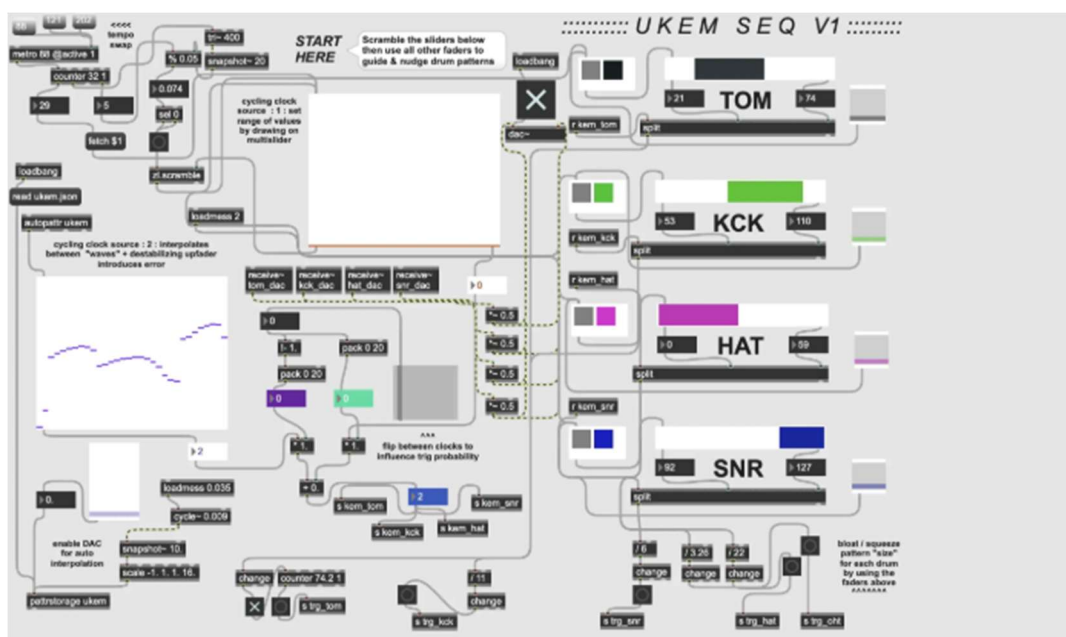 :::::::::: UKEM SEQ V1 ::::::::
56
121
202
<<<<
tempo
swap
metro 88 @active 1
counter 32 1
29
5
fetch $1
tri~ 400
% 0.05
snapshot~ 20
0.074
sel 0
zl.scramble
START
HERE
Scramble the sliders below
then use all other faders to
guide & nudge drum patterns
cycling clock
source : 1 : set
range of values
by drawing on
multislider
loadbang
dac~
loadbang
read ukem.json
autopattr ukem
loadmess 2
cycling clock source : 2 : interpolates
between "waves" + destabilizing upfader
introduces error
receive~
tom_dac
receive~
kck_dac
receive~
hat_dac
receive~
snr_dac
0
0
!- 1.
pack 0 20
pack 0 20
0
0
*~ 0.5
*~ 0.5
*~ 0.5
*~ 0.5
^^^
flip between clocks to
influence trig probability
2
* 1.
* 1.
+ 0.
2
s kem_tom
s kem_kck
s kem_hat
s kem_snr
0.
enable DAC
for auto
interpolation
loadmess 0.035
cycle~ 0.009
snapshot~ 10.
scale -1. 1. 1. 16.
pattrstorage ukem
change
counter 74.2 1
s trg_tom
/ 11
change
s trg_kck
r kem_tom
21
TOM
74
split
r kem_kck
53
KCK
110
split
r kem_hat
0
HAT
59
split
r kem_snr
92
SNR
127
split
/ 6
change
s trg_snr
/ 3.26
change
/ 22
change
s trg_hat
s trg_oht
bloat / squeeze
pattern "size"
for each drum
by using the
faders above
^^^^^^^